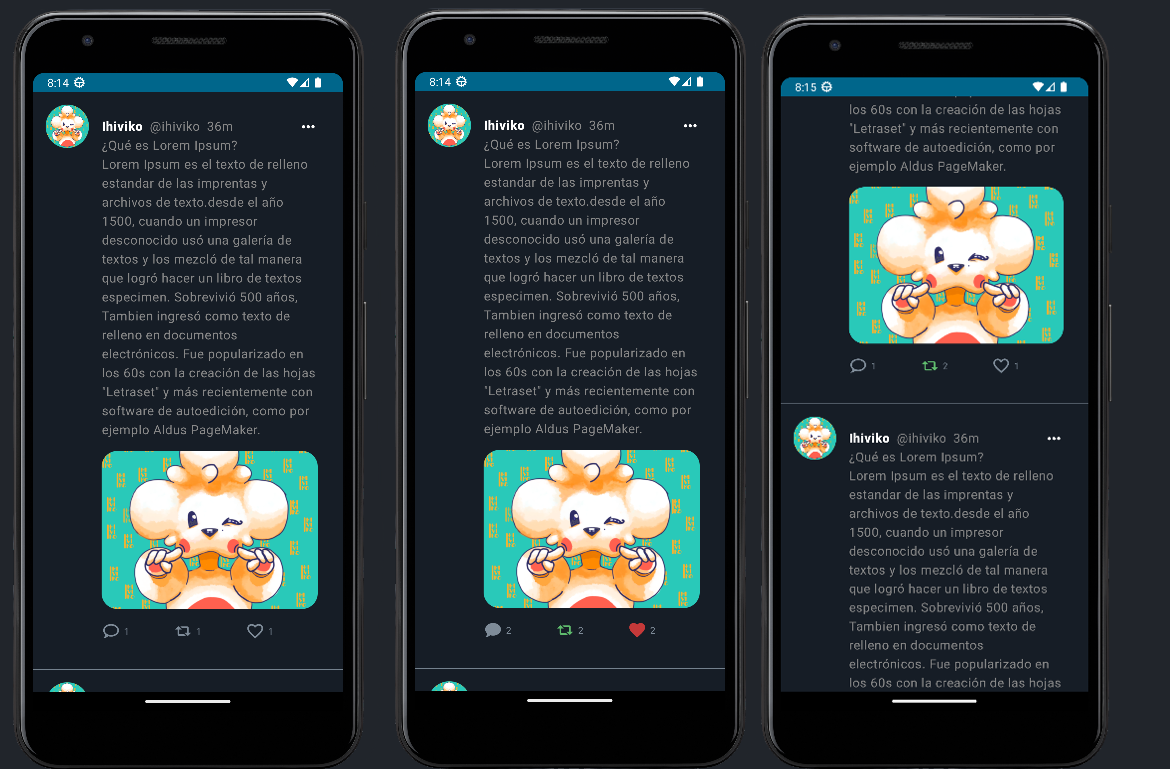 8:14
Ihiviko @ihiviko 36m
¿Qué es Lorem Ipsum?
Lorem Ipsum es el texto de relleno
estandar de las imprentas y
archivos de texto.desde el año
1500, cuando un impresor
desconocido usó una galería de
textos y los mezcló de tal manera
que logró hacer un libro de textos
especimen. Sobrevivió 500 años,
Tambien ingresó como texto de
relleno en documentos
electrónicos. Fue popularizado en
los 60s con la creación de las hojas
"Letraset" y más recientemente con
software de autoedición, como por
ejemplo Aldus PageMaker.
1 1 1
8:14
Ihiviko @ihiviko 36m
¿Qué es Lorem Ipsum?
Lorem Ipsum es el texto de relleno
estandar de las imprentas y
archivos de texto.desde el año
1500, cuando un impresor
desconocido usó una galería de
textos y los mezcló de tal manera
que logró hacer un libro de textos
especimen. Sobrevivió 500 años,
Tambien ingresó como texto de
relleno en documentos
electrónicos. Fue popularizado en
los 60s con la creación de las hojas
"Letraset" y más recientemente con
software de autoedición, como por
ejemplo Aldus PageMaker.
2 2 2
8:15
los 60s con la creación de las hojas
"Letraset" y más recientemente con
software de autoedición, como por
ejemplo Aldus PageMaker.
1 2 1
Ihiviko @ihiviko 36m
¿Qué es Lorem Ipsum?
Lorem Ipsum es el texto de relleno
estandar de las imprentas y
archivos de texto.desde el año
1500, cuando un impresor
desconocido usó una galería de
textos y los mezcló de tal manera
que logró hacer un libro de textos
especimen. Sobrevivió 500 años,
Tambien ingresó como texto de
relleno en documentos
electrónicos. Fue popularizado en
los 60s con la creación de las hojas